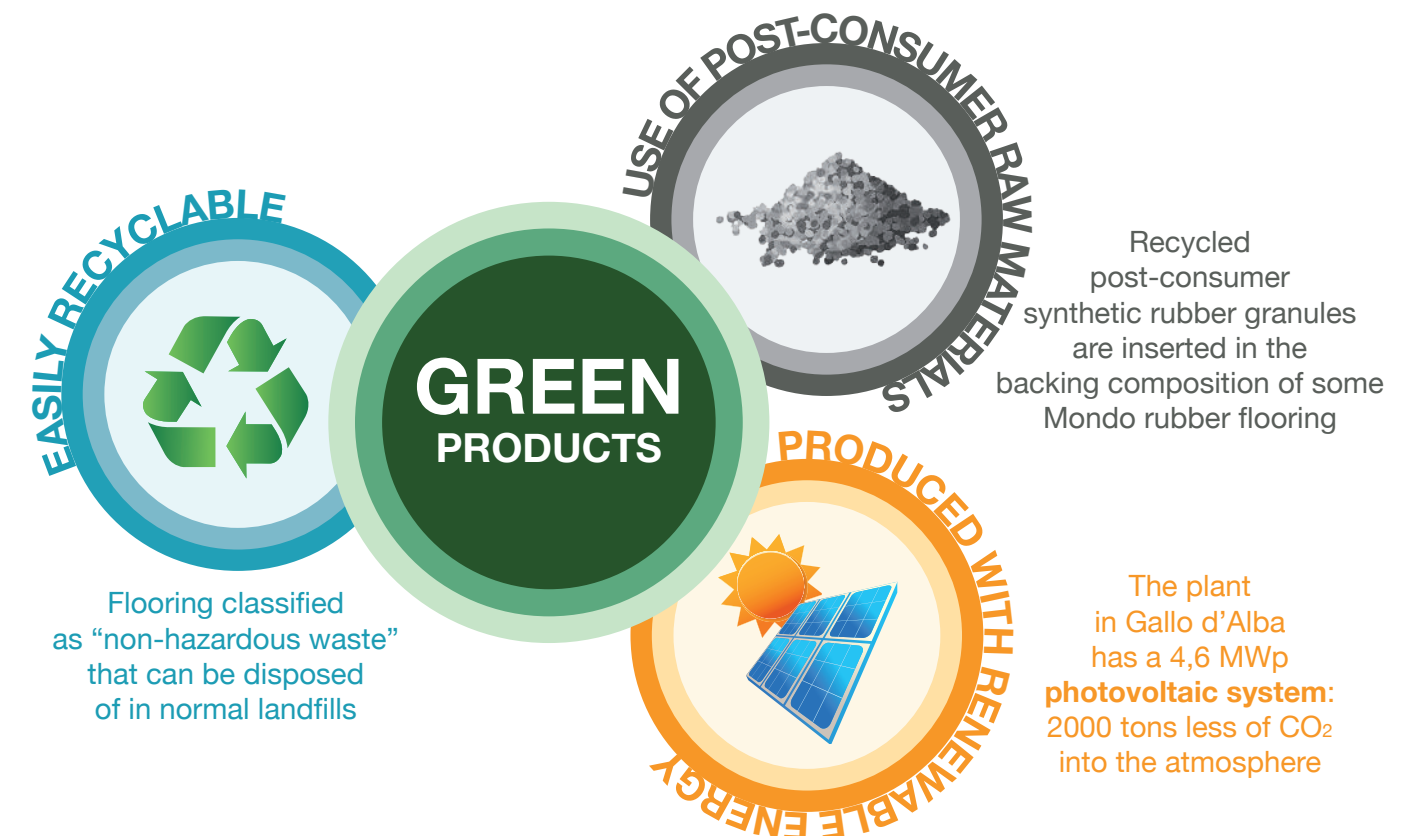 EASILY RECYCLABLE
Flooring classified
as “non-hazardous waste”
that can be disposed
of in normal landfills
GREEN
PRODUCTS
USE OF POST-CONSUMER RAW MATERIALS
Recycled
post-consumer
synthetic rubber granules
are inserted in the
backing composition of some
Mondo rubber flooring
PRODUCED WITH RENEWABLE ENERGY
The plant
in Gallo d’Alba
has a 4,6 MWp
photovoltaic system:
2000 tons less of CO2
into the atmosphere